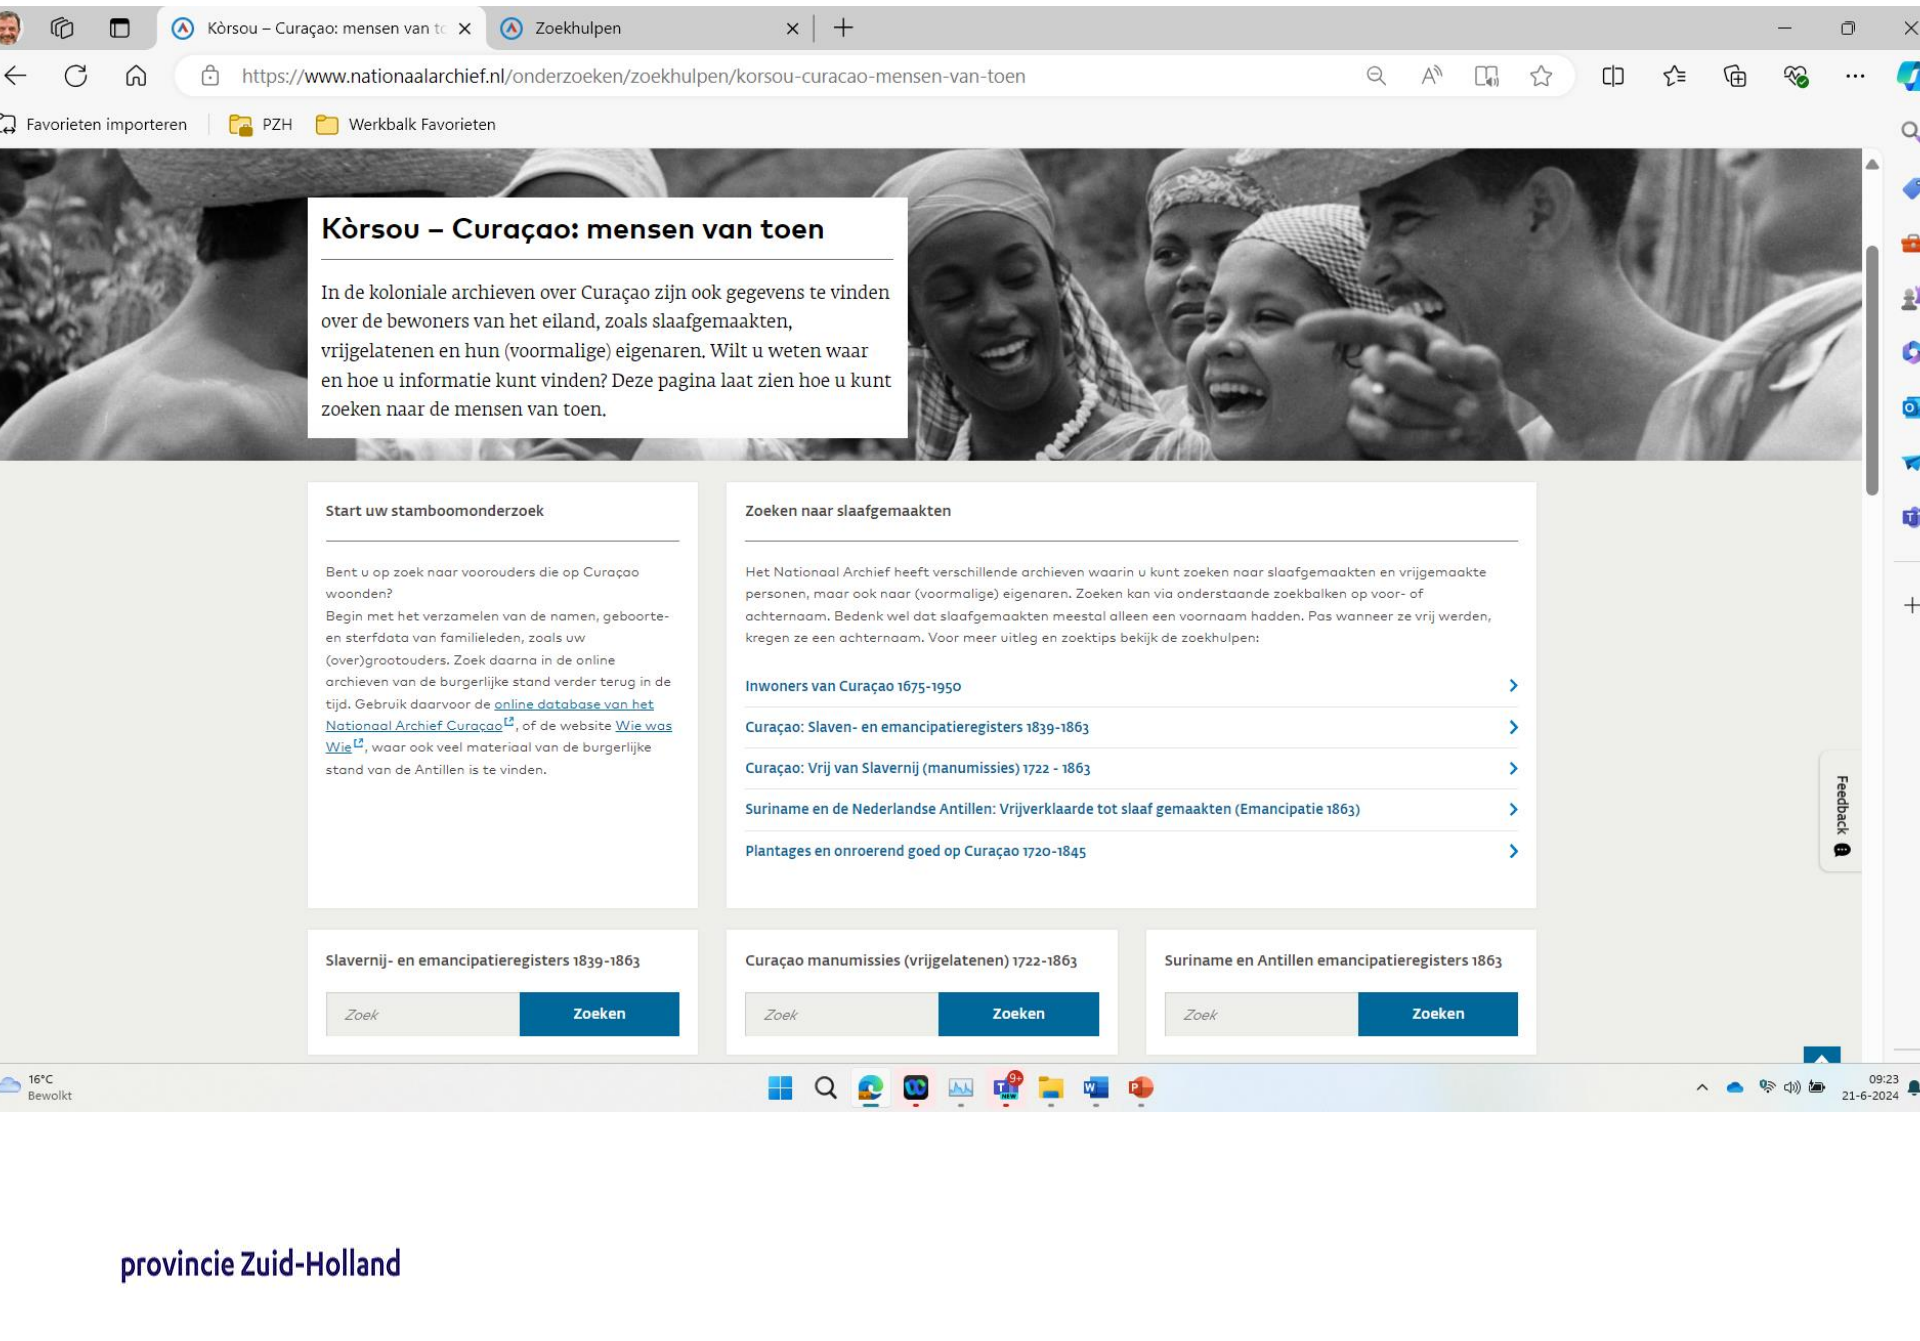 Kòrsou – Curaçao: mensen van to
Zoekhulpen
https://www.nationaalarchief.nl/onderzoeken/zoekhulpen/korsou-curacao-mensen-van-toen
Favorieten importeren
PZH
Werkbalk Favorieten
Kòrsou – Curaçao: mensen van toen
In de koloniale archieven over Curaçao zijn ook gegevens te vinden
over de bewoners van het eiland, zoals slaafgemaakten,
vrijgelatenen en hun (voormalige) eigenaren. Wilt u weten waar
en hoe u informatie kunt vinden? Deze pagina laat zien hoe u kunt
zoeken naar de mensen van toen.
Start uw stamboomonderzoek
Bent u op zoek naar voorouders die op Curaçao
woonden?
Begin met het verzamelen van de namen, geboorte-
en sterfdata van familieleden, zoals uw
(over)grootouders. Zoek daarna in de online
archieven van de burgerlijke stand verder terug in de
tijd. Gebruik daarvoor de online database van het
Nationaal Archief Curaçao, of de website Wie was
Wie, waar ook veel materiaal van de burgerlijke
stand van de Antillen is te vinden.
Zoeken naar slaafgemaakten
Het Nationaal Archief heeft verschillende archieven waarin u kunt zoeken naar slaafgemaakten en vrijgemaakte
personen, maar ook naar (voormalige) eigenaren. Zoeken kan via onderstaande zoekbalken op voor- of
achternaam. Bedenk wel dat slaafgemaakten meestal alleen een voornaam hadden. Pas wanneer ze vrij werden,
kregen ze een achternaam. Voor meer uitleg en zoektips bekijk de zoekhulpen:
Inwoners van Curaçao 1675-1950
Curaçao: Slaven- en emancipatieregisters 1839-1863
Curaçao: Vrij van Slavernij (manumissies) 1722 - 1863
Suriname en de Nederlandse Antillen: Vrijverklaarde tot slaaf gemaakten (Emancipatie 1863)
Plantages en onroerend goed op Curaçao 1720-1845
Feedback
Slavernij- en emancipatieregisters 1839-1863
Zoek
Zoeken
Curaçao manumissies (vrijgelatenen) 1722-1863
Zoek
Zoeken
Suriname en Antillen emancipatieregisters 1863
Zoek
Zoeken
16°C
Bewolkt
9+
NEW
09:23
21-6-2024
provincie Zuid-Holland